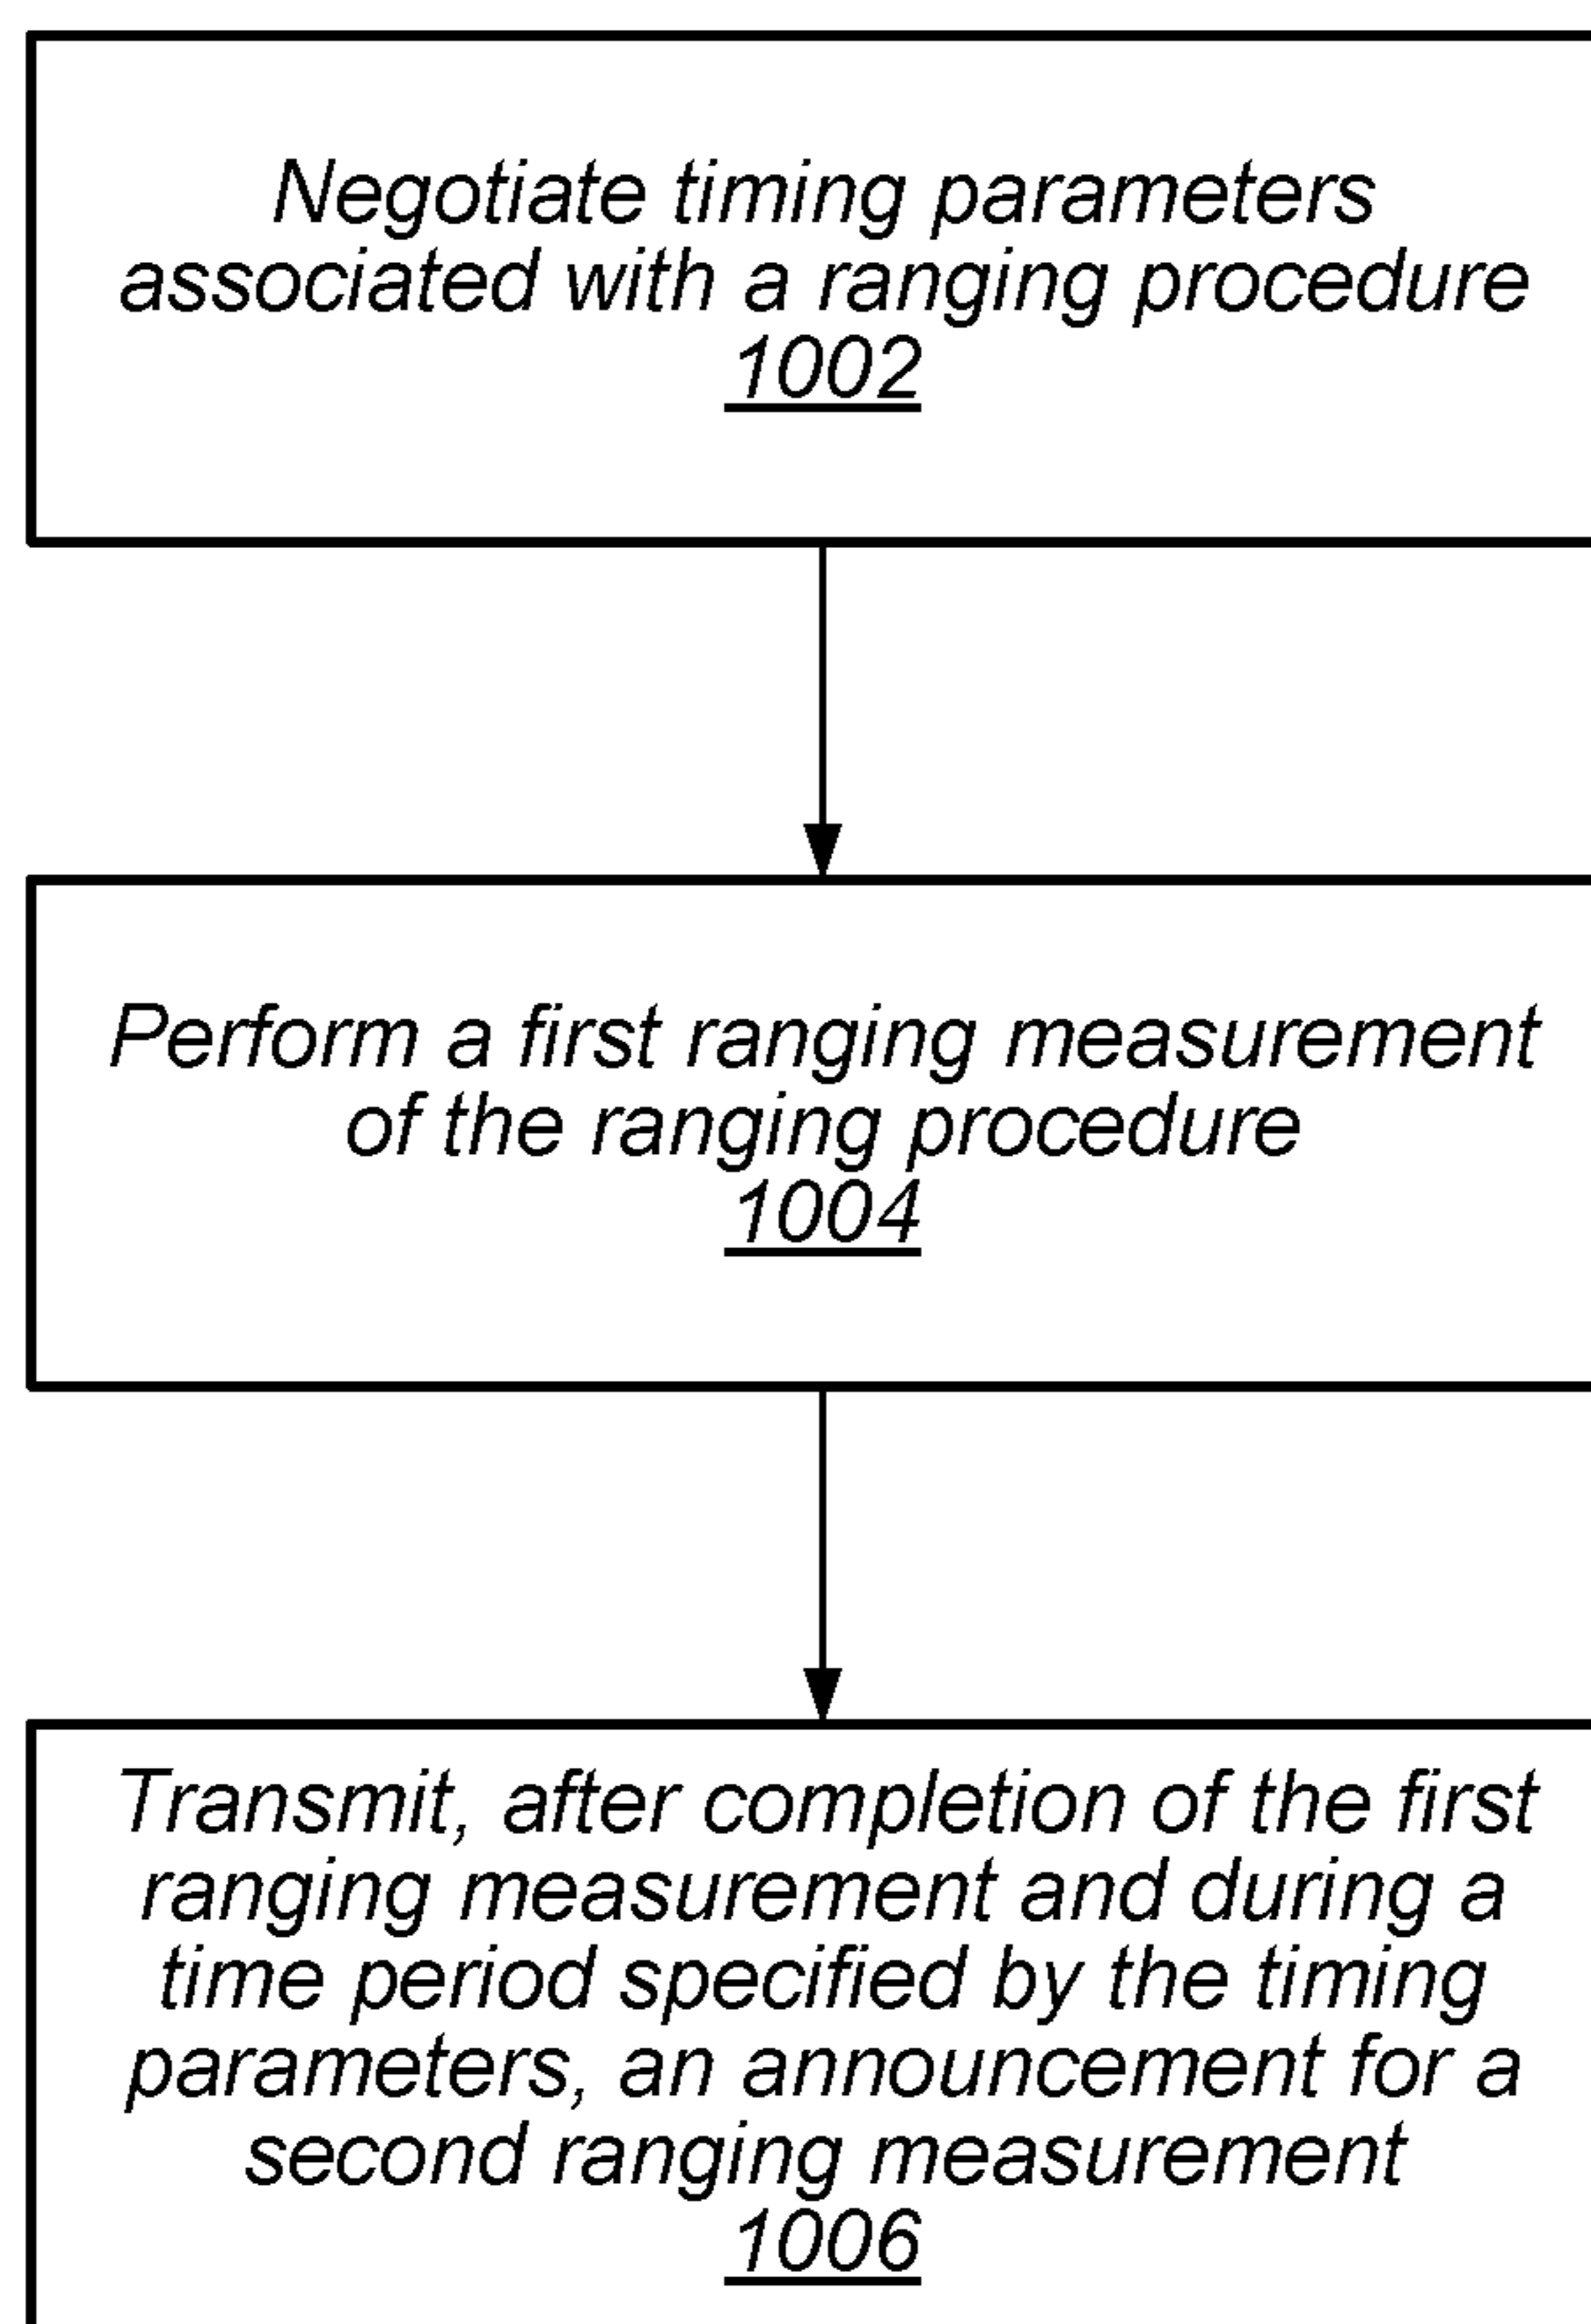 Negotiate timing parameters
associated with a ranging procedure
1002
Perform a first ranging measurement
of the ranging procedure
1004
Transmit, after completion of the first
ranging measurement and during a
time period specified by the timing
parameters, an announcement for a
second ranging measurement
1006